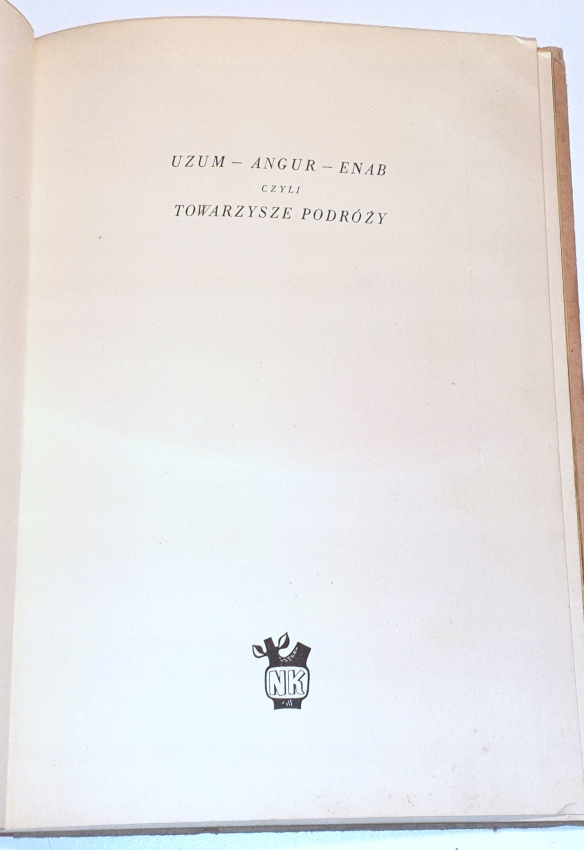 UZUM – ANGUR – ENAB
CZYLI
TOWARZYSZE PODRÓŻY
NK